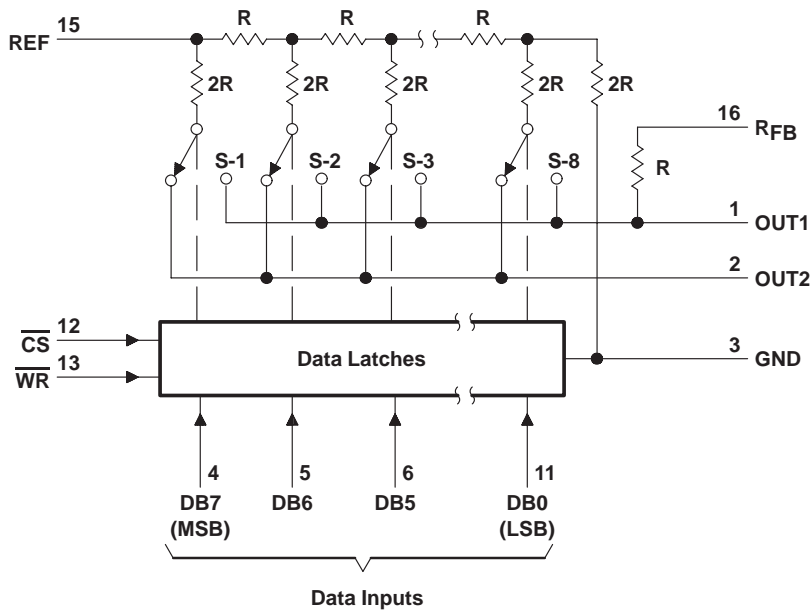 R R R
15
REF
2R 2R 2R 2R 2R
16
RFB
S-1 S-2 S-3 S-8
R
1
OUT1
2
OUT2
12
CS
13
WR
Data Latches
3
GND
4 5 6 11
DB7 DB6 DB5 DB0
(MSB) (LSB)
Data Inputs